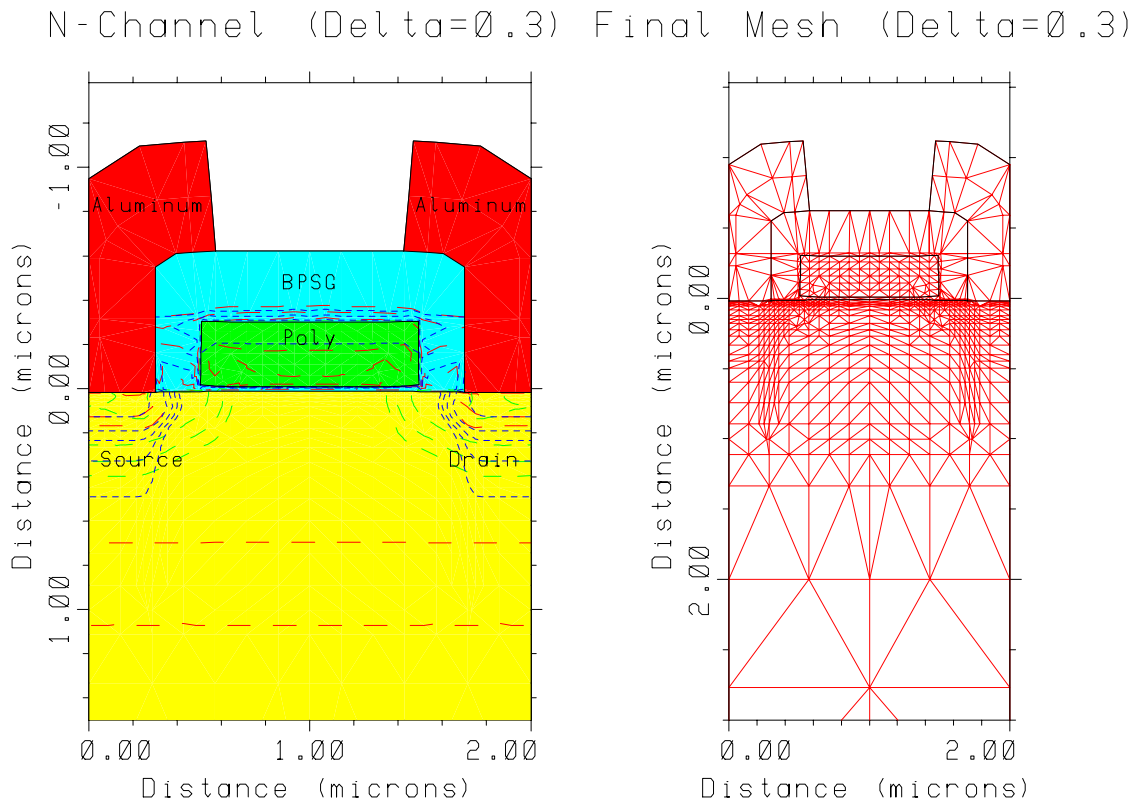 N-Channel (Delta=0.3)
Final Mesh (Delta=0.3)
Distance (microns)
-1.00
0.00
1.00
Aluminum
Aluminum
BPSG
Poly
Source
Drain
0.00
1.00
2.00
Distance (microns)
Distance (microns)
0.00
2.00
0.00
2.00
Distance (microns)